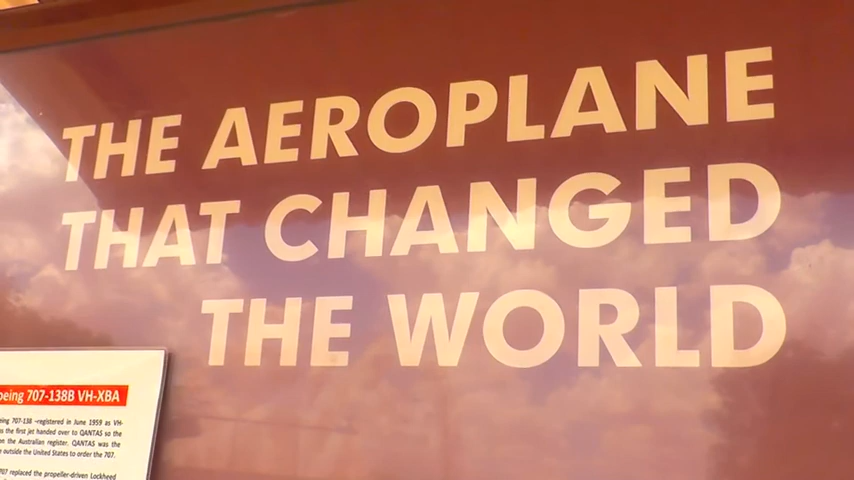 THE AEROPLANE
THAT CHANGED
THE WORLD
being 707-138B VH-XBA
eing 707-138 -registered in June 1959 as VH-
s the first jet handed over to QANTAS so the
on the Australian register. QANTAS was the
outside the United States to order the 707.
707 replaced the propeller-driven Lockheed